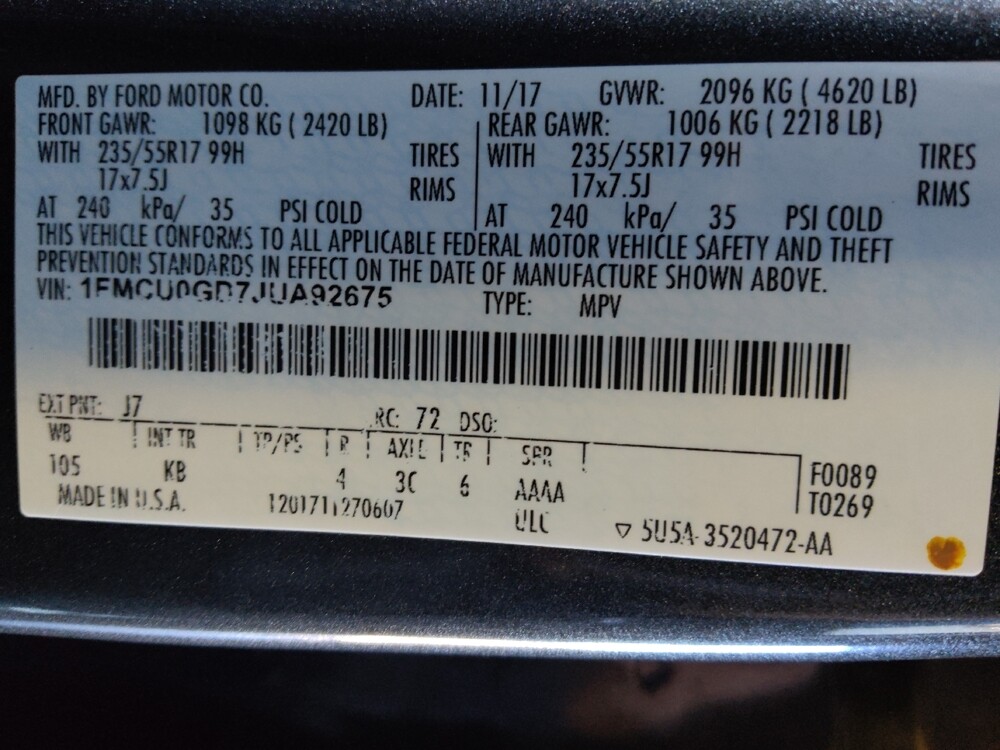 MFD. BY FORD MOTOR CO. DATE: 11/17 GVWR: 2096 KG ( 4620 LB)
FRONT GAWR: 1098 KG ( 2420 LB) REAR GAWR: 1006 KG ( 2218 LB)
WITH 235/55R17 99H TIRES WITH 235/55R17 99H TIRES
17x7.5J RIMS 17x7.5J RIMS
AT 240 kPa/ 35 PSI COLD AT 240 kPa/ 35 PSI COLD
THIS VEHICLE CONFORMS TO ALL APPLICABLE FEDERAL MOTOR VEHICLE SAFETY AND THEFT
PREVENTION STANDARDS IN EFFECT ON THE DATE OF MANUFACTURE SHOWN ABOVE.
VIN: 1FMCU0GD7JUA92675 TYPE: MPV
EXT PNT: J7 RC: 72 DSO:
WB INT TR TP/PS R AXLE TR SPR
105 KB 4 3C 6 AAAA F0089
MADE IN U.S.A. 1201711270607 ULC T0269
▽ 5U5A-3520472-AA